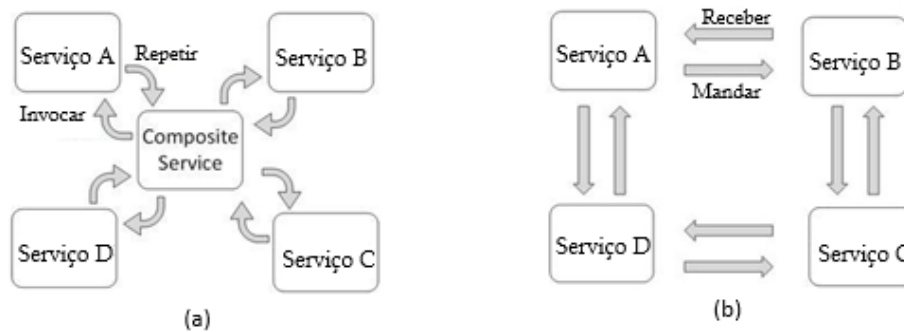 Serviço A
Repetir
Serviço B
Invocar
Composite
Service
Serviço D
Serviço C
(a)
Receber
Serviço A
Serviço B
Mandar
Serviço D
Serviço C
(b)